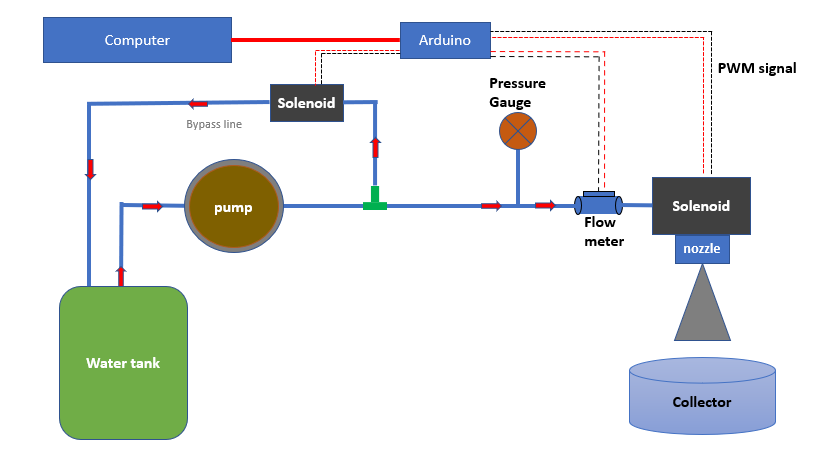 Computer
Arduino
PWM signal
Pressure
Gauge
Solenoid
Bypass line
pump
Solenoid
Flow
meter
nozzle
Water tank
Collector